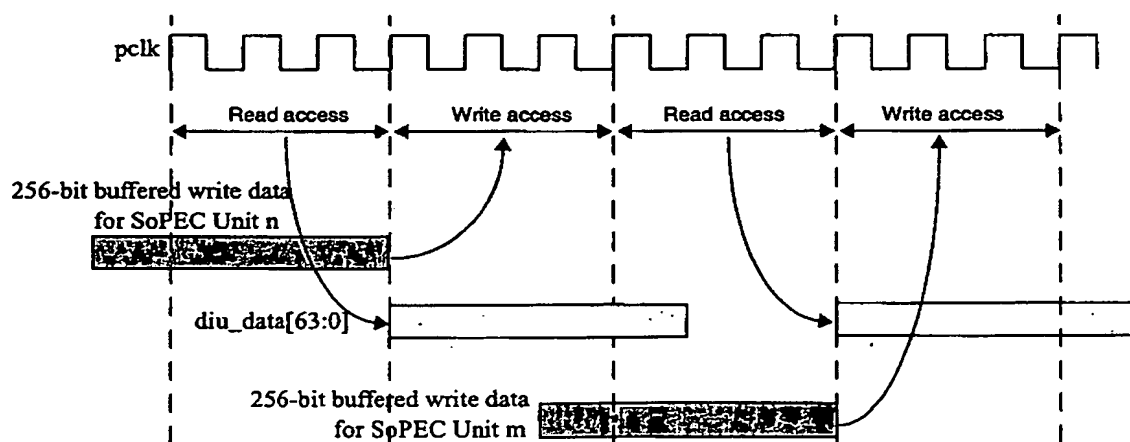 pclk
Read access Write access Read access Write access
256-bit buffered write data
for SoPEC Unit n
diu_data[63:0]
256-bit buffered write data
for SoPEC Unit m